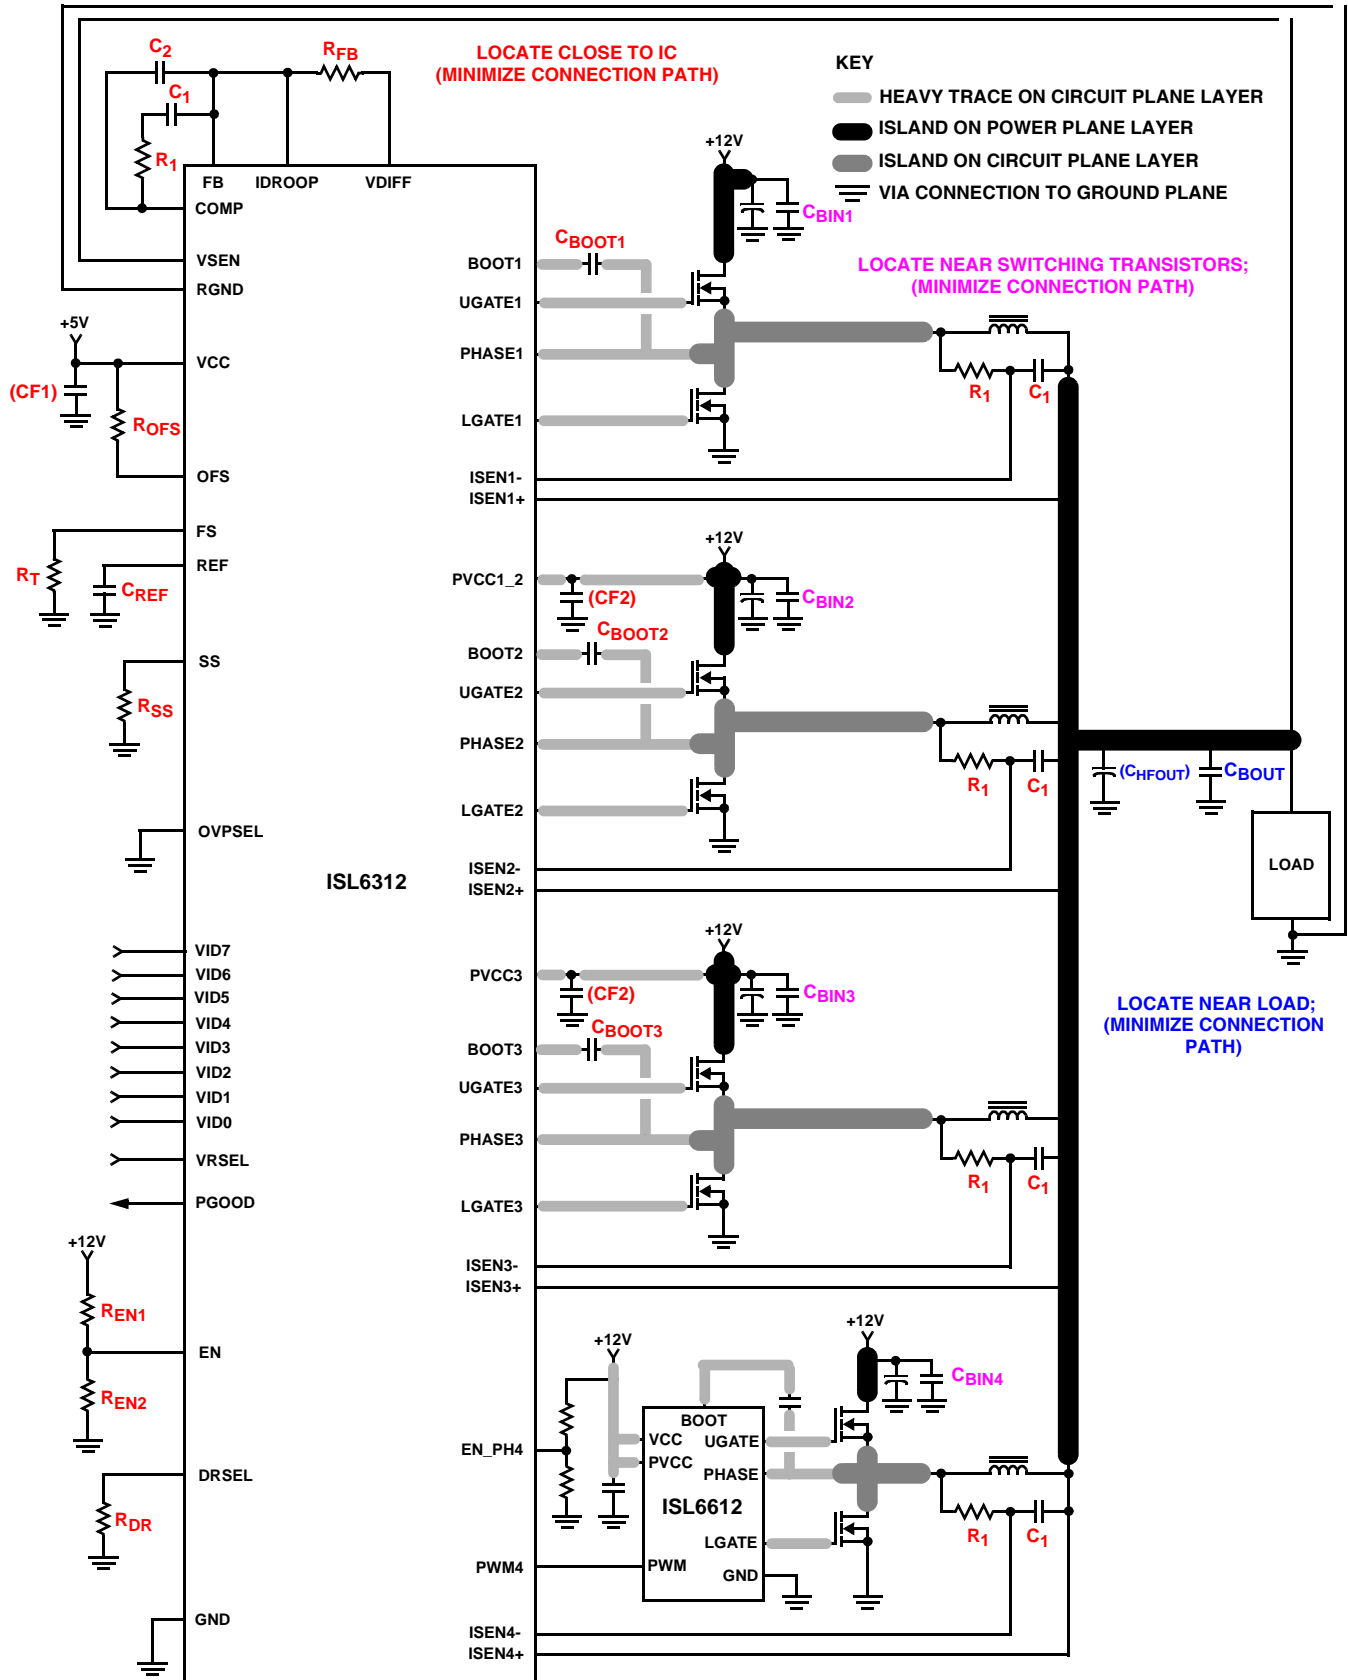 C2
RFB
LOCATE CLOSE TO IC
(MINIMIZE CONNECTION PATH)
C1
R1
KEY
HEAVY TRACE ON CIRCUIT PLANE LAYER
ISLAND ON POWER PLANE LAYER
ISLAND ON CIRCUIT PLANE LAYER
VIA CONNECTION TO GROUND PLANE
FB
IDROOP
VDIFF
COMP
VSEN
RGND
+5V
VCC
(CF1)
ROFS
OFS
FS
RT
REF
CREF
SS
RSS
OVPSEL
ISL6312
VID7
VID6
VID5
VID4
VID3
VID2
VID1
VID0
VRSEL
PGOOD
+12V
REN1
EN
REN2
DRSEL
RDR
GND
+12V
CBIN1
CBOOT1
BOOT1
LOCATE NEAR SWITCHING TRANSISTORS;
(MINIMIZE CONNECTION PATH)
UGATE1
PHASE1
R1
C1
LGATE1
ISEN1-
ISEN1+
+12V
PVCC1_2
(CF2)
CBIN2
CBOOT2
BOOT2
UGATE2
PHASE2
R1
C1
LGATE2
ISEN2-
ISEN2+
(CHFOUT)
CBOUT
LOAD
LOCATE NEAR LOAD;
(MINIMIZE CONNECTION
PATH)
+12V
PVCC3
(CF2)
CBIN3
CBOOT3
BOOT3
UGATE3
PHASE3
R1
C1
LGATE3
ISEN3-
ISEN3+
+12V
+12V
CBIN4
BOOT
VCC
UGATE
EN_PH4
PVCC
PHASE
ISL6612
R1
C1
LGATE
PWM4
PWM
GND
ISEN4-
ISEN4+